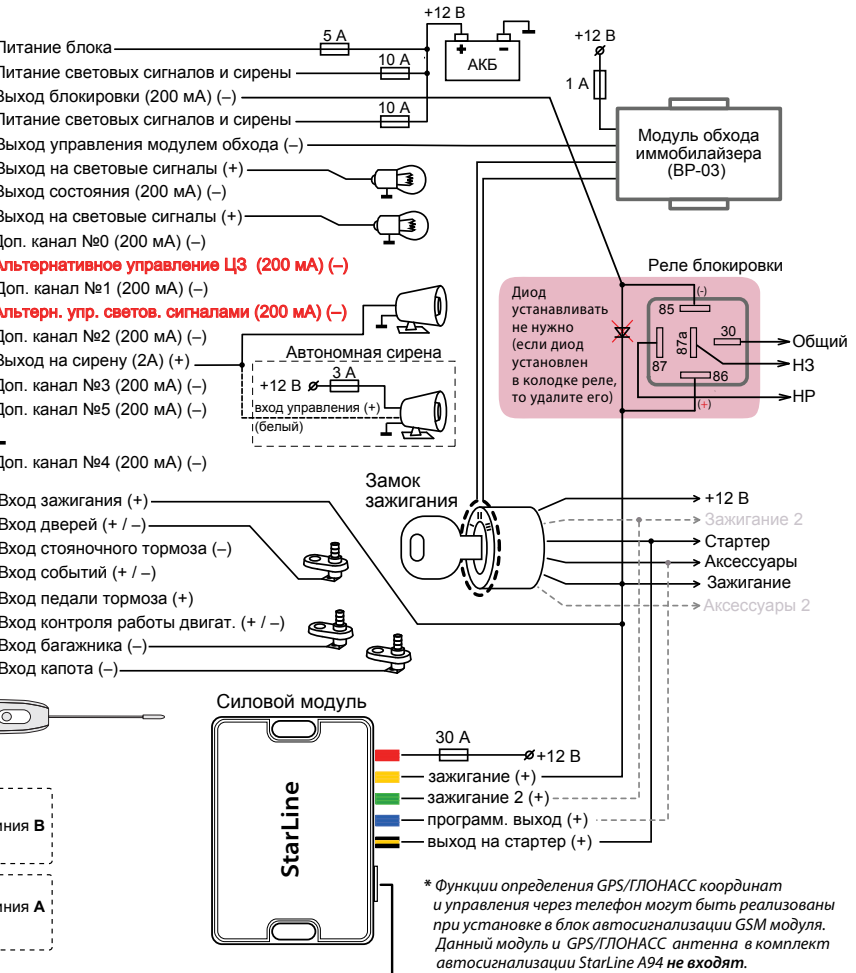 +12 В
Питание блока
5 А
+ −
АКБ
Питание световых сигналов и сирены
10 А
Выход блокировки (200 мА) (–)
10 А
Питание световых сигналов и сирены
Выход управления модулем обхода (–)
Выход на световые сигналы (+)
Выход состояния (200 мА) (–)
Выход на световые сигналы (+)
Доп. канал №0 (200 мА) (–)
Альтернативное управление ЦЗ (200 мА) (–)
Доп. канал №1 (200 мА) (–)
Альтерн. упр. светов. сигналами (200 мА) (–)
Доп. канал №2 (200 мА) (–)
Выход на сирену (2А) (+)
Доп. канал №3 (200 мА) (–)
Доп. канал №5 (200 мА) (–)
Доп. канал №4 (200 мА) (–)
Автономная сирена
+12 В
3 А
вход управления (+)
(белый)
+12 В
1 А
Модуль обхода
иммобилайзера
(BP-03)
Реле блокировки
Диод
устанавливать
не нужно
(если диод
установлен
в колодке реле,
то удалите его)
(-)
85
30
87
87a
86
(+)
Общий
НЗ
НР
Вход зажигания (+)
Вход дверей (+ / –)
Вход стояночного тормоза (–)
Вход событий (+ / –)
Вход педали тормоза (+)
Вход контроля работы двигат. (+ / –)
Вход багажника (–)
Вход капота (–)
Замок
зажигания
II
III
+12 В
Зажигание 2
Стартер
Аксессуары
Зажигание
Аксессуары 2
Силовой модуль
StarLine
30 А
+12 В
зажигание (+)
зажигание 2 (+)
программ. выход (+)
выход на стартер (+)
иния В
иния А
* Функции определения GPS/ГЛОНАСС координат
и управления через телефон могут быть реализованы
при установке в блок автосигнализации GSM модуля.
Данный модуль и GPS/ГЛОНАСС антенна в комплект
автосигнализации StarLine A94 не входят.